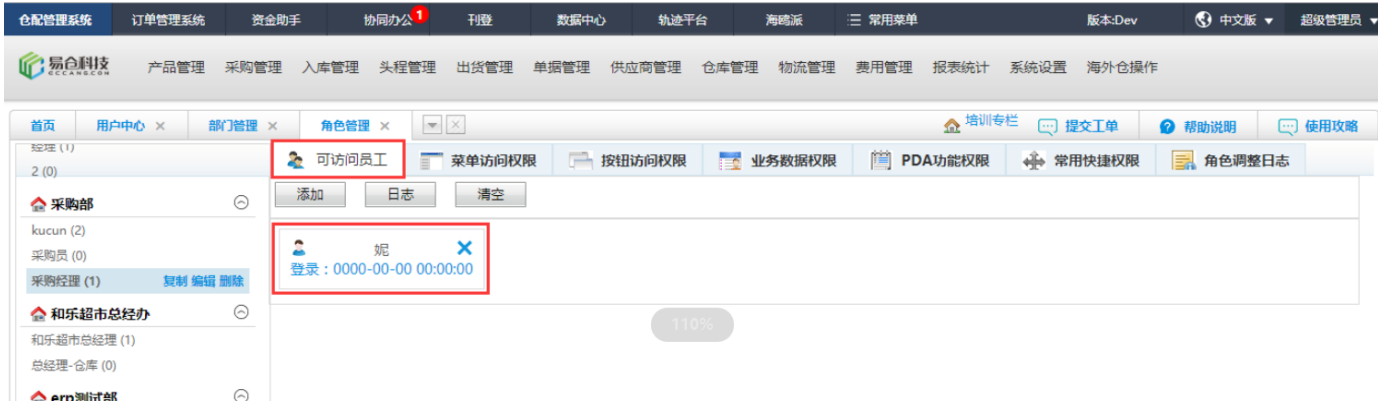 仓配管理系统 订单管理系统 资金助手 协同办公 1 刊登 数据中心 轨迹平台 海鸥派 常用菜单 版本:Dev 中文版 超级管理员
易仓科技 产品管理 采购管理 入库管理 头程管理 出货管理 单据管理 供应商管理 仓库管理 物流管理 费用管理 报表统计 系统设置 海外仓操作
ECCANG.COM
首页 用户中心 部门管理 角色管理 培训专栏 提交工单 帮助说明 使用攻略
经理 (1)
2 (0)
可访问员工 菜单访问权限 按钮访问权限 业务数据权限 PDA功能权限 常用快捷权限 角色调整日志
添加 日志 清空
采购部
kucun (2)
采购员 (0)
采购经理 (1) 复制 编辑 删除
妮
登录：0000-00-00 00:00:00
和乐超市总经办
和乐超市总经理 (1)
总经理-仓库 (0)
erp测试部
110%